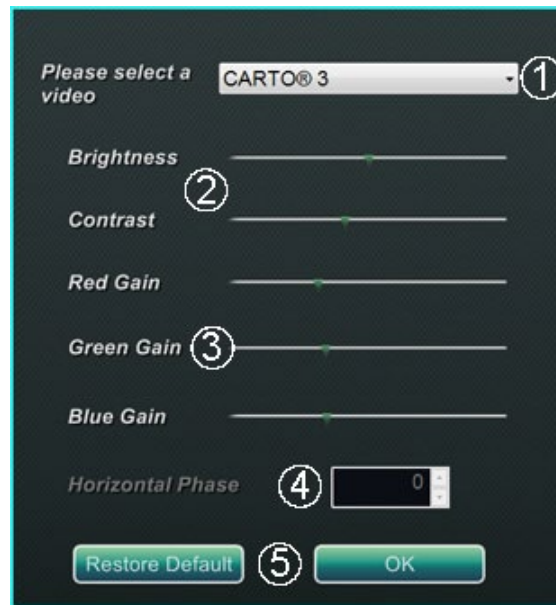 Please select a
video
CARTO® 3
1
Brightness
2
Contrast
Red Gain
Green Gain
3
Blue Gain
Horizontal Phase
4
0
Restore Default
5
OK